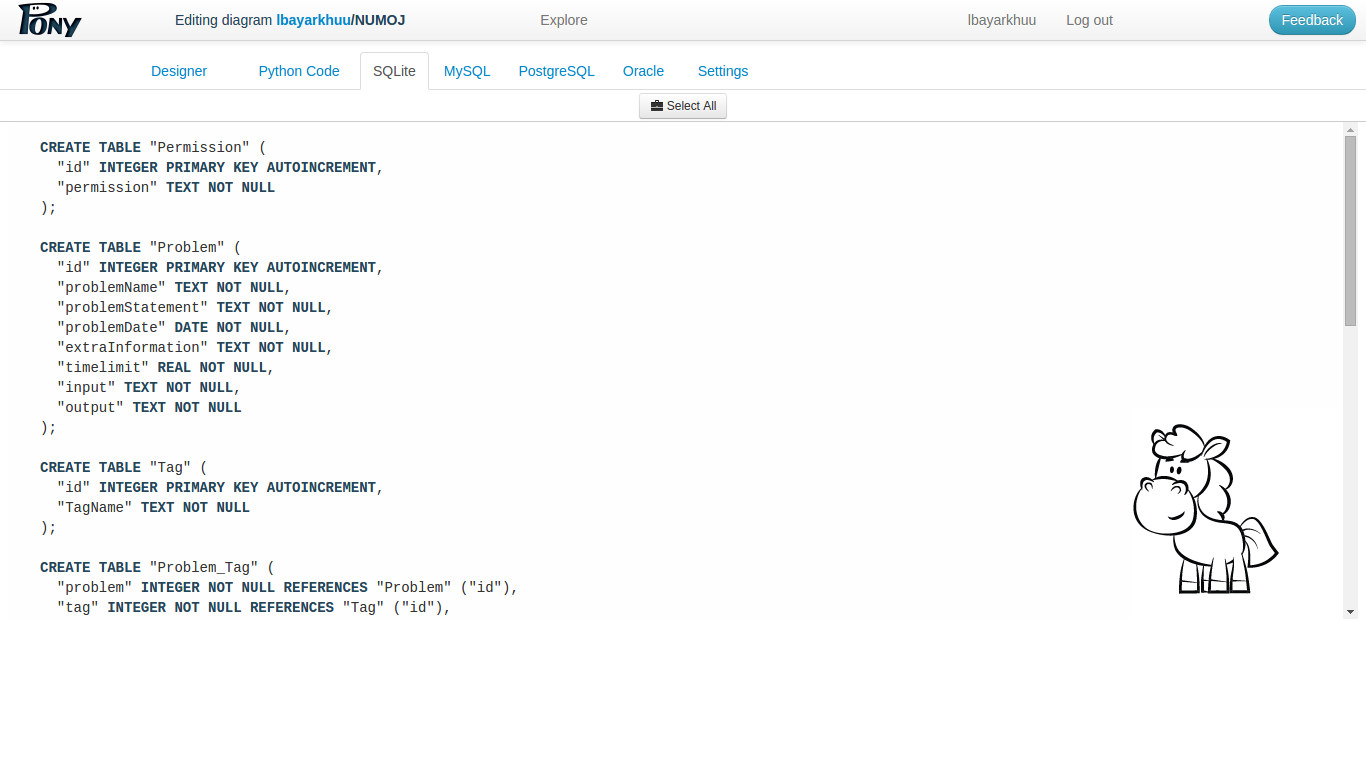 PONY
Editing diagram lbayarkhuu/NUMOJ
Explore
lbayarkhuu
Log out
Feedback
Designer
Python Code
SQLite
MySQL
PostgreSQL
Oracle
Settings
Select All
CREATE TABLE "Permission" (
  "id" INTEGER PRIMARY KEY AUTOINCREMENT,
  "permission" TEXT NOT NULL
);
CREATE TABLE "Problem" (
  "id" INTEGER PRIMARY KEY AUTOINCREMENT,
  "problemName" TEXT NOT NULL,
  "problemStatement" TEXT NOT NULL,
  "problemDate" DATE NOT NULL,
  "extraInformation" TEXT NOT NULL,
  "timelimit" REAL NOT NULL,
  "input" TEXT NOT NULL,
  "output" TEXT NOT NULL
);
CREATE TABLE "Tag" (
  "id" INTEGER PRIMARY KEY AUTOINCREMENT,
  "TagName" TEXT NOT NULL
);
CREATE TABLE "Problem_Tag" (
  "problem" INTEGER NOT NULL REFERENCES "Problem" ("id"),
  "tag" INTEGER NOT NULL REFERENCES "Tag" ("id"),